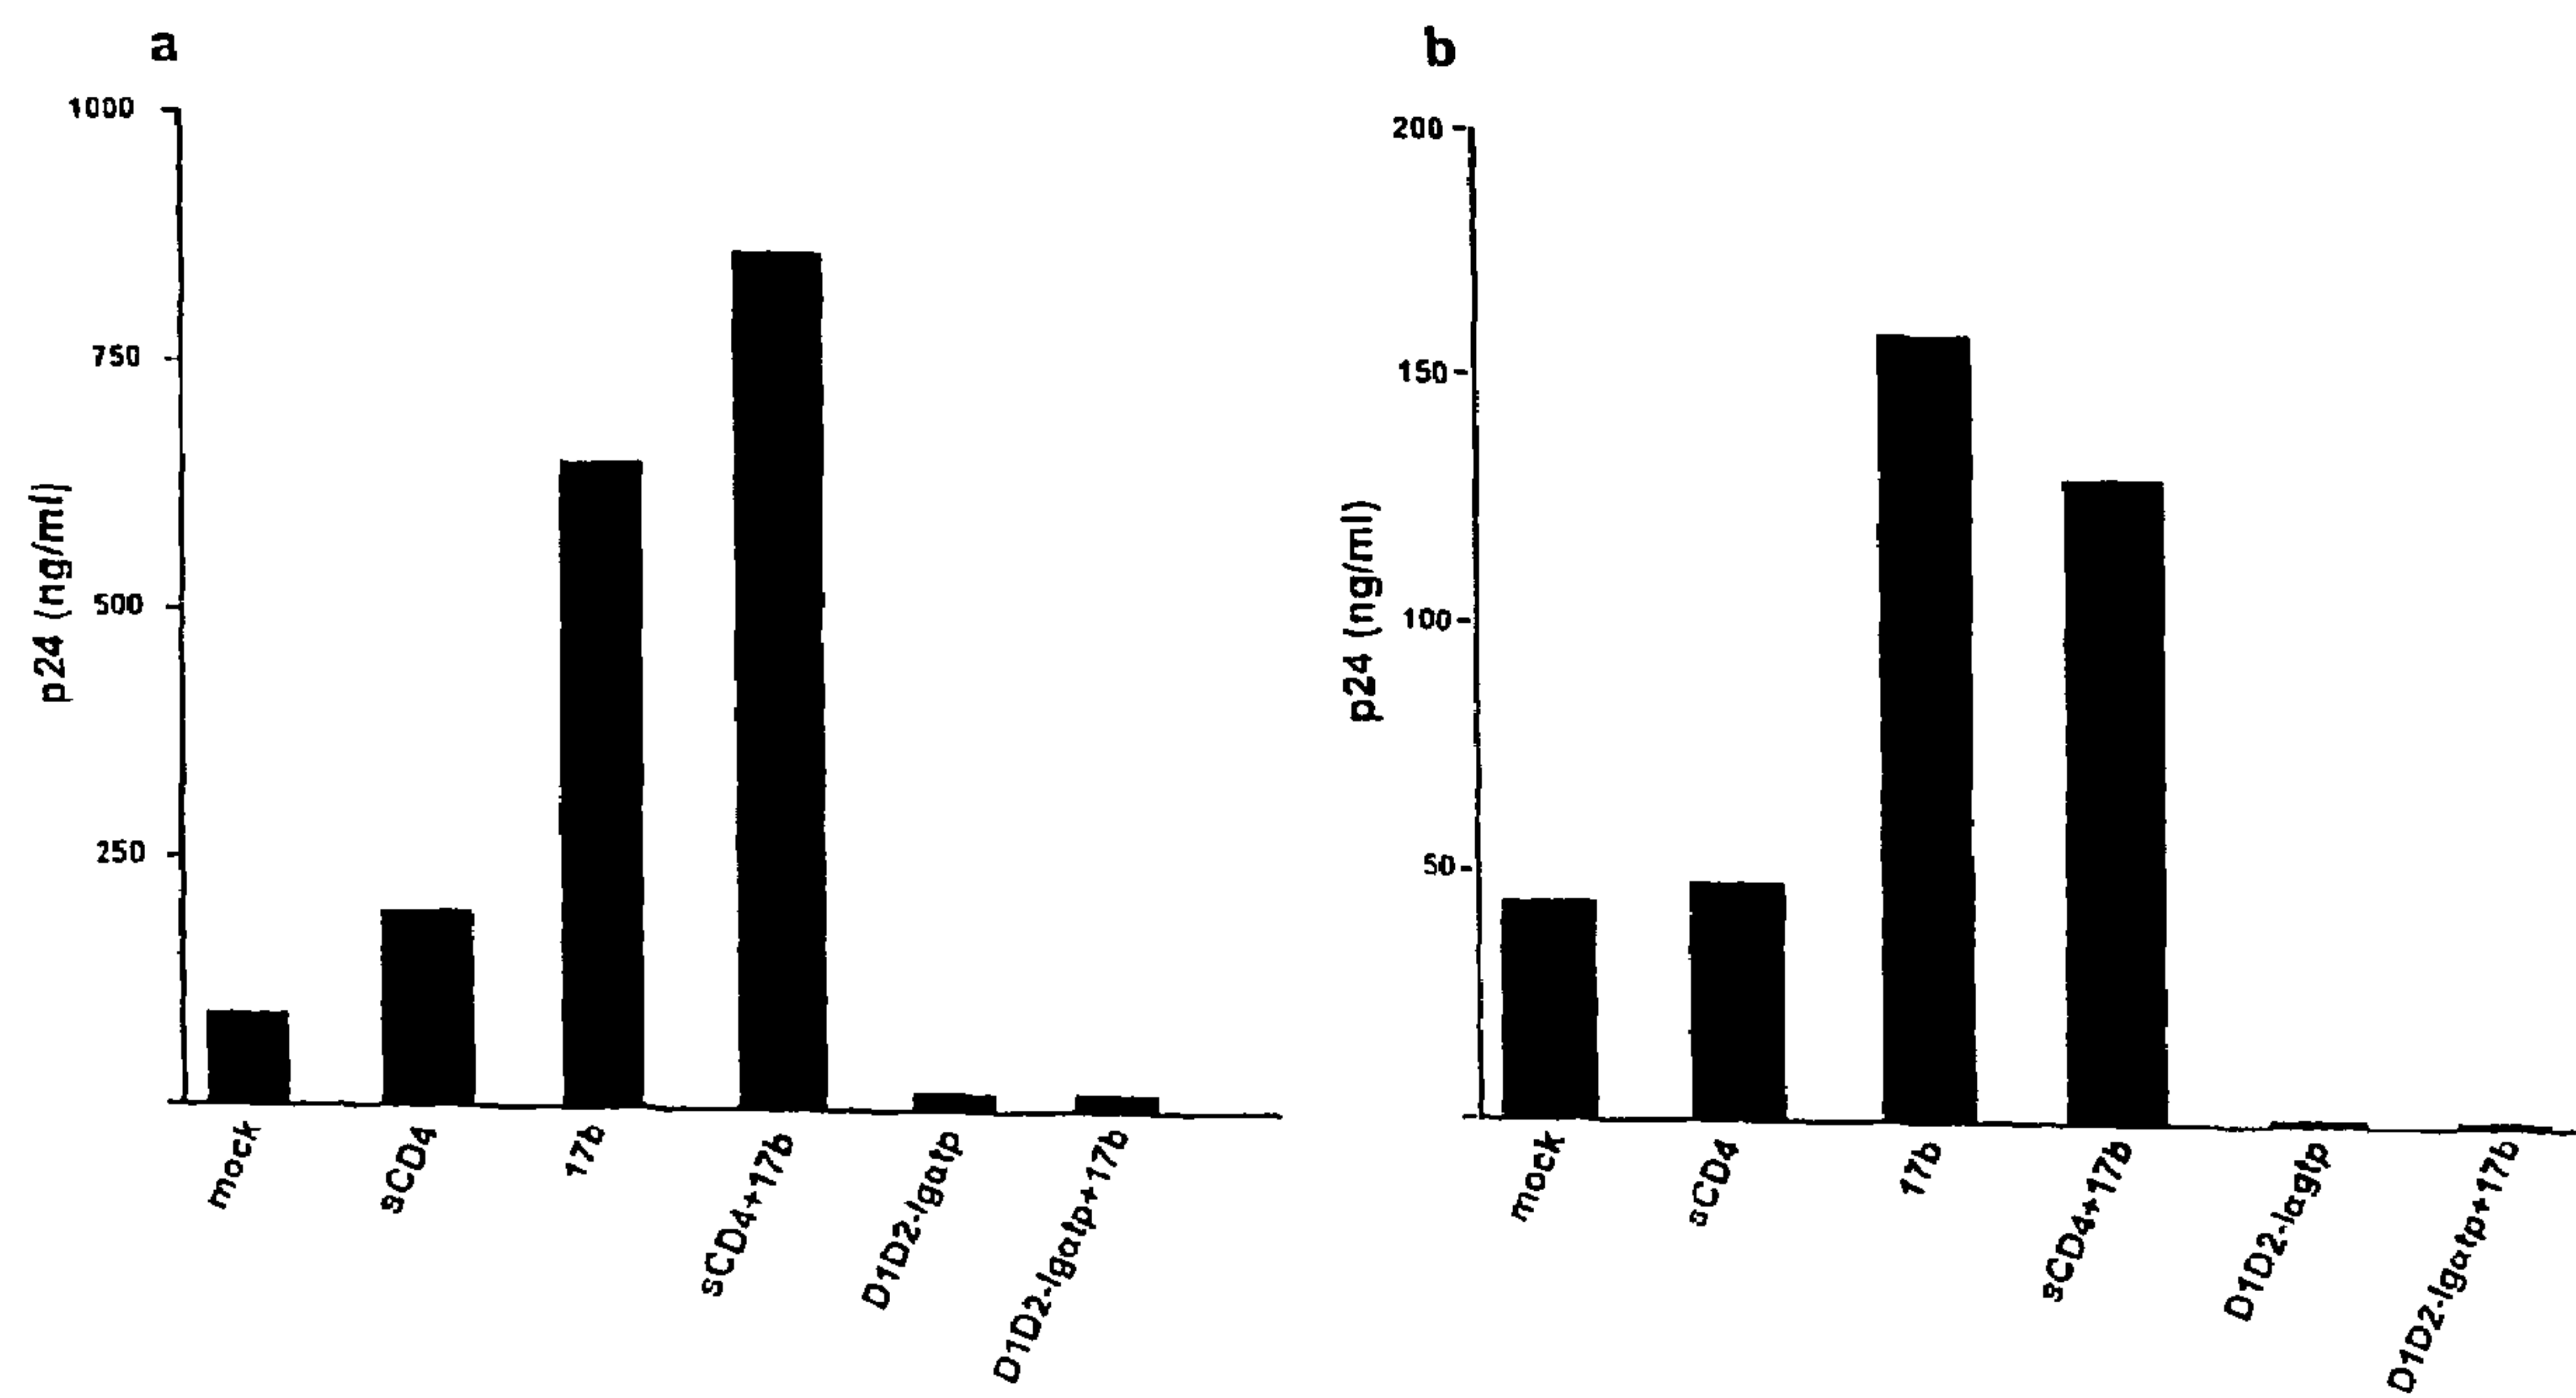 a
1000
750
500
250
p24 (ng/ml)
mock
sCD4
17b
sCD4+17b
D1D2-Igαtp
D1D2-Igαtp+17b
b
200
150
100
50
p24 (ng/ml)
mock
sCD4
17b
sCD4+17b
D1D2-Iαgtp
D1D2-Igαtp+17b